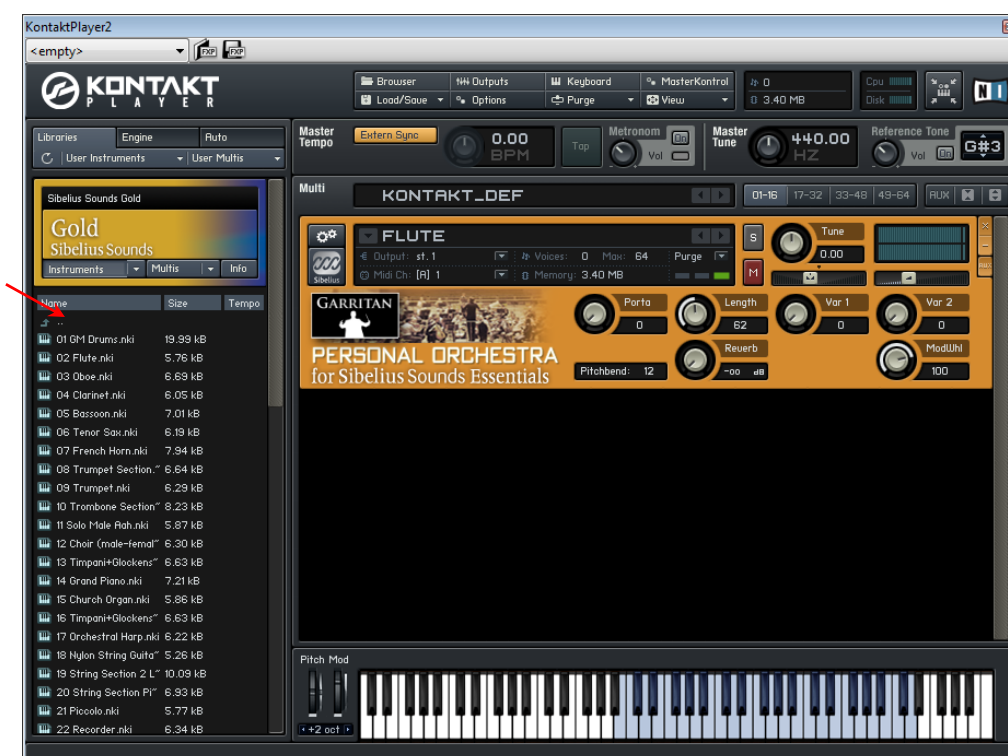 KontaktPlayer2
<empty> FXP FXP
KONTAKT
PLAYER
Browser Outputs Keyboard MasterKontrol 0 Cpu
Load/Save Options Purge View 0 3.40 MB Disk
Libraries Engine Auto
User Instruments User Multis
Master Tempo Extern Sync 0.00 BPM Tap Metronom Vol Master Tune 440.00 HZ Reference Tone Vol G#3
Multi KONTAKT_DEF 01-16 17-32 33-48 49-64 AUX
Sibelius Sounds Gold
Gold
Sibelius Sounds
Instruments Multis Info
Name Size Tempo
..
01 GM Drums.nki 19.99 kB
02 Flute.nki 5.76 kB
03 Oboe.nki 6.69 kB
04 Clarinet.nki 6.05 kB
05 Bassoon.nki 7.01 kB
06 Tenor Sax.nki 6.19 kB
07 French Horn.nki 7.94 kB
08 Trumpet Section.~ 6.64 kB
09 Trumpet.nki 6.29 kB
10 Trombone Section~ 8.23 kB
11 Solo Male Aah.nki 5.87 kB
12 Choir (male-femal~ 6.30 kB
13 Timpani+Glockens~ 6.63 kB
14 Grand Piano.nki 7.21 kB
15 Church Organ.nki 5.86 kB
16 Timpani+Glockens~ 6.63 kB
17 Orchestral Harp.nki 6.22 kB
18 Nylon String Guita~ 5.26 kB
19 String Section 2 L~ 10.09 kB
20 String Section Pi~ 6.93 kB
21 Piccolo.nki 5.77 kB
22 Recorder.nki 6.34 kB
FLUTE S Tune
Output: st. 1 Voices: 0 Max: 64 Purge 0.00
Midi Ch: [A] 1 Memory: 3.40 MB M
Sibelius
AUX
GARRITAN
PERSONAL ORCHESTRA
for Sibelius Sounds Essentials
Porta 0 Length 62 Var 1 0 Var 2 0
Pitchbend: 12 Reverb -oo dB ModWhl 100
Pitch Mod
+2 oct